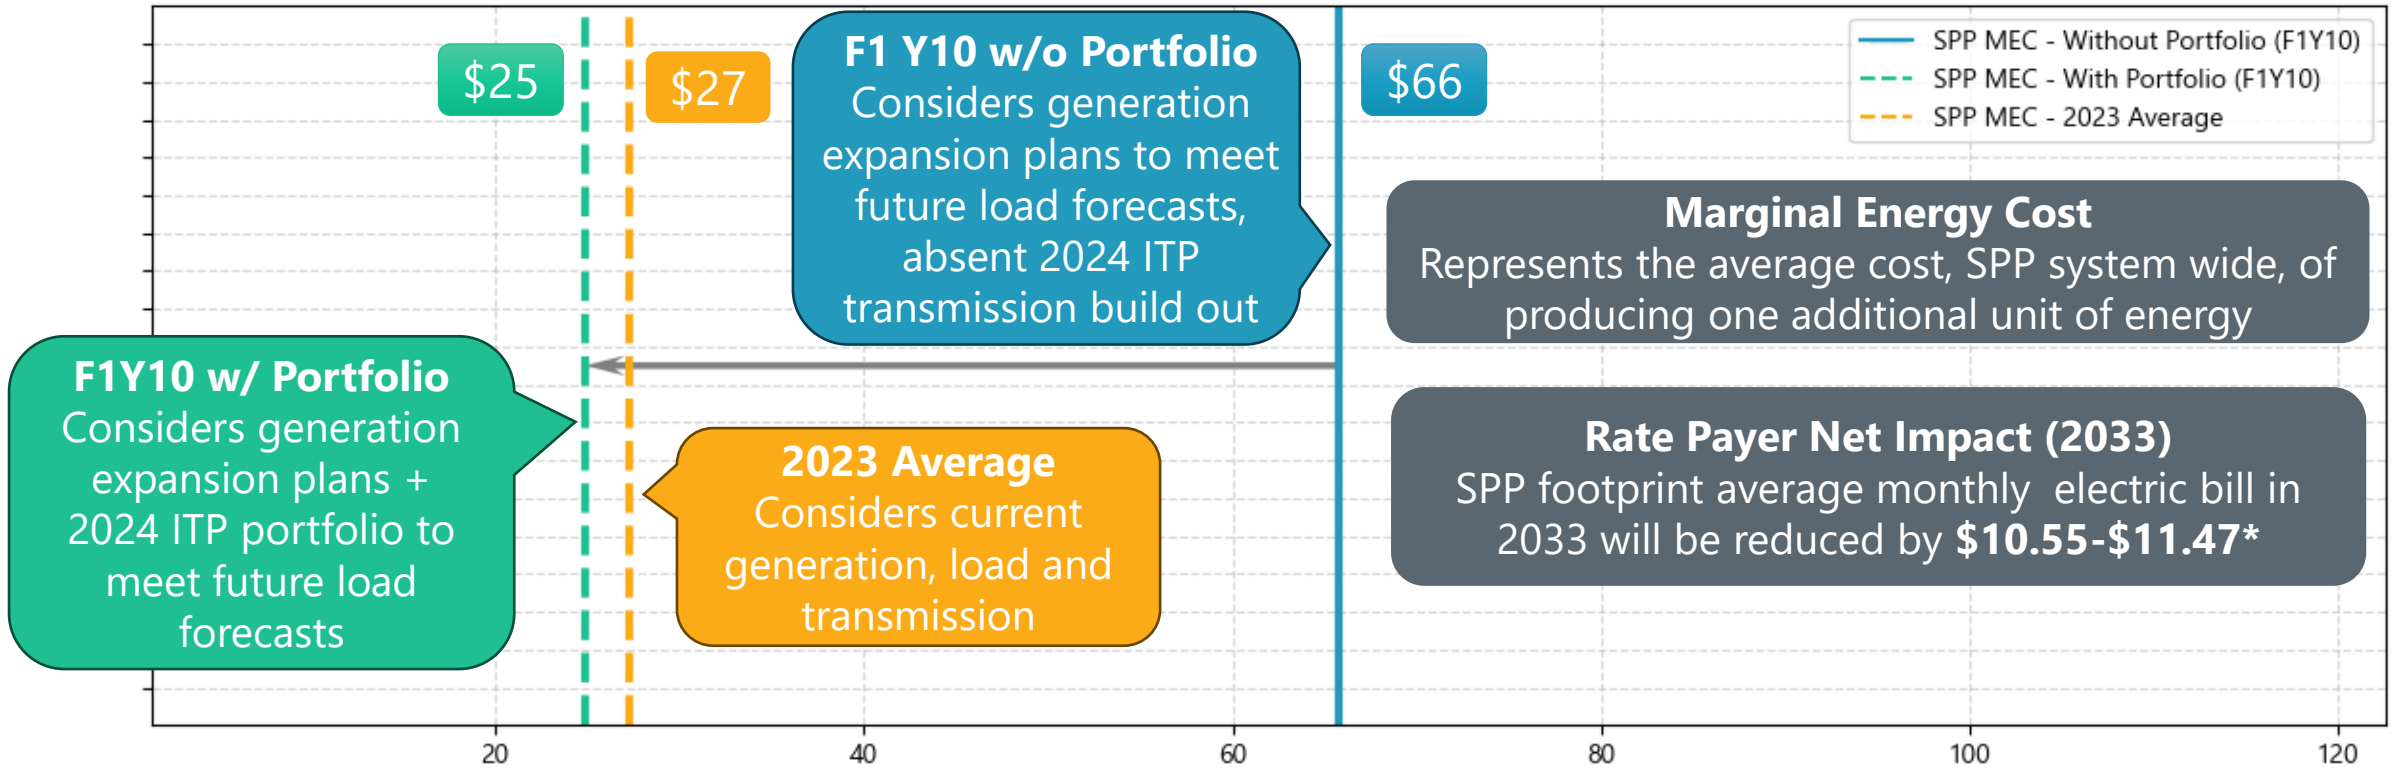 $25
$27
F1 Y10 w/o Portfolio
Considers generation
expansion plans to meet
future load forecasts,
absent 2024 ITP
transmission build out
$66
SPP MEC - Without Portfolio (F1Y10)
SPP MEC - With Portfolio (F1Y10)
SPP MEC - 2023 Average
Marginal Energy Cost
Represents the average cost, SPP system wide, of
producing one additional unit of energy
F1Y10 w/ Portfolio
Considers generation
expansion plans +
2024 ITP portfolio to
meet future load
forecasts
2023 Average
Considers current
generation, load and
transmission
Rate Payer Net Impact (2033)
SPP footprint average monthly  electric bill in
2033 will be reduced by $10.55-$11.47*
20 40 60 80 100 120